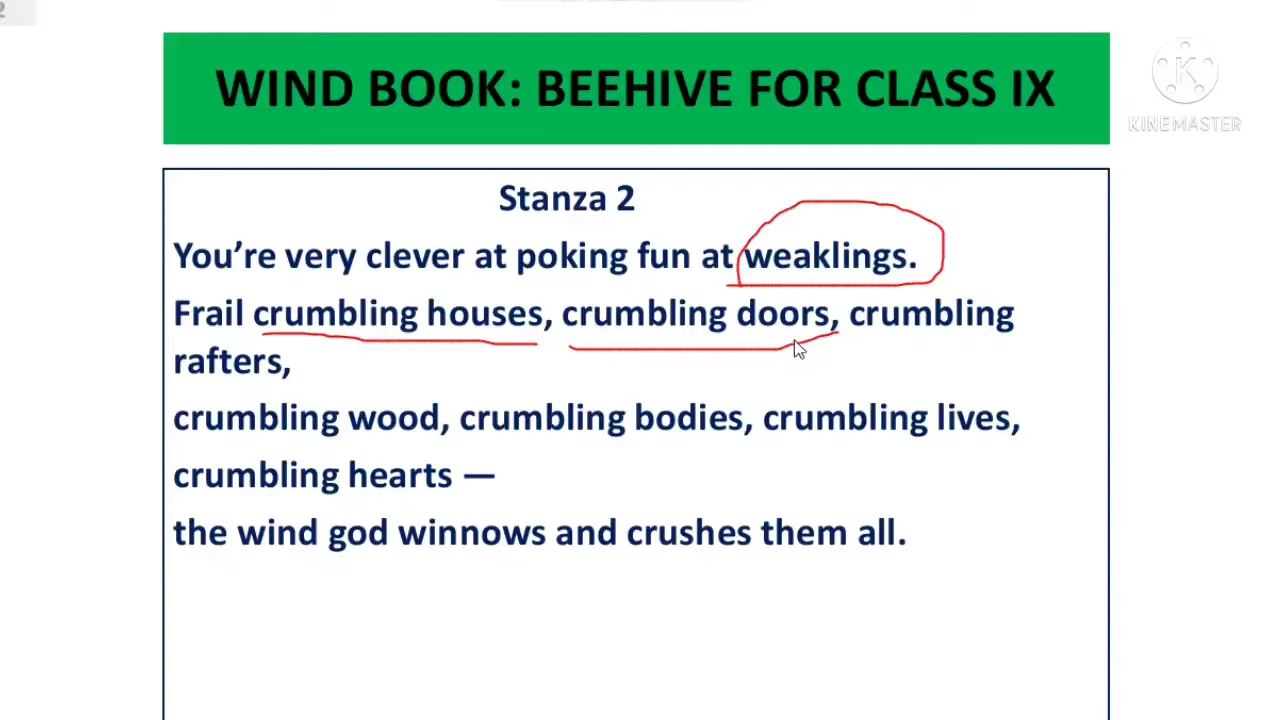 2
WIND BOOK: BEEHIVE FOR CLASS IX
KINEMASTER
Stanza 2
You’re very clever at poking fun at weaklings.
Frail crumbling houses, crumbling doors, crumbling
rafters,
crumbling wood, crumbling bodies, crumbling lives,
crumbling hearts —
the wind god winnows and crushes them all.